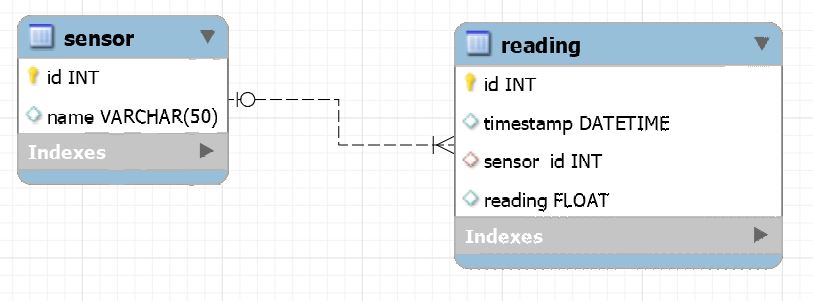 sensor
id INT
name VARCHAR(50)
Indexes
reading
id INT
timestamp DATETIME
sensor_id INT
reading FLOAT
Indexes